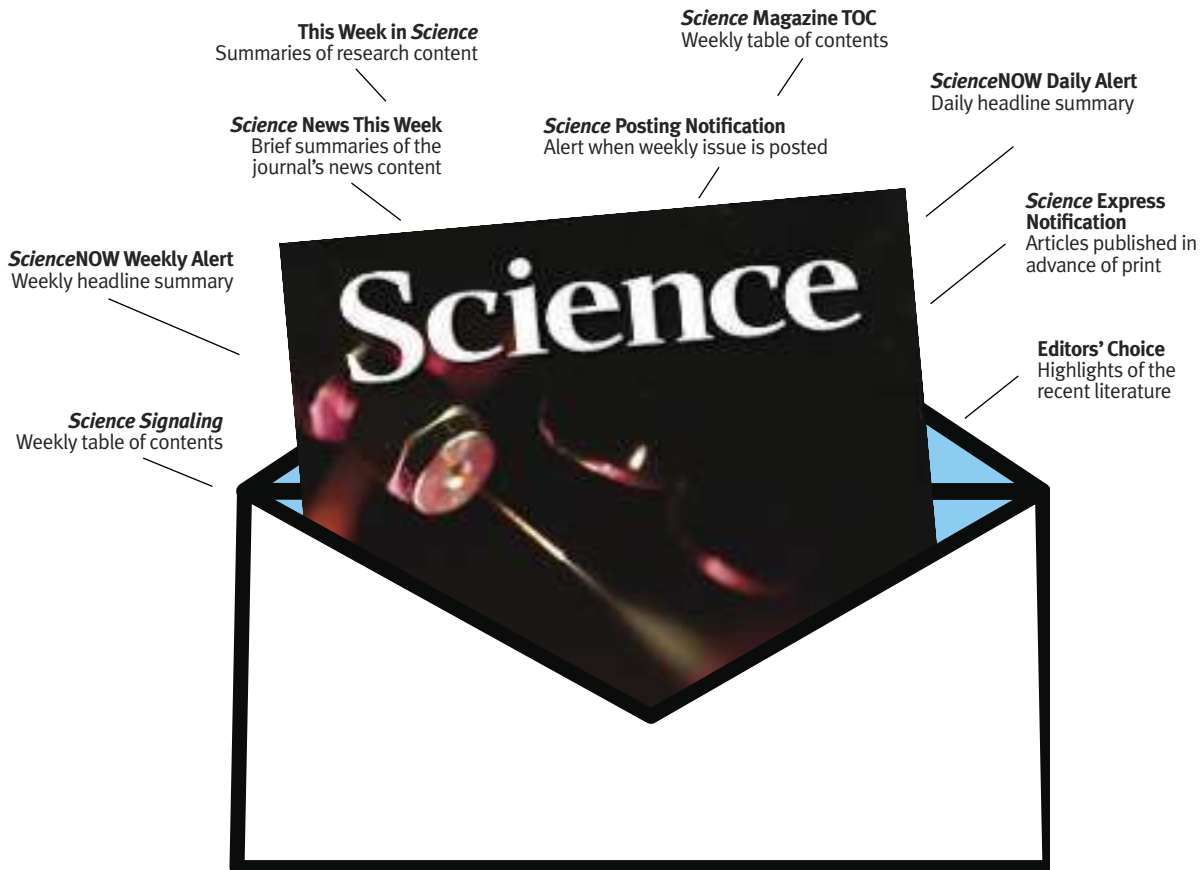 This Week in Science
Summaries of research content
Science Magazine TOC
Weekly table of contents
ScienceNOW Daily Alert
Daily headline summary
Science News This Week
Brief summaries of the
journal's news content
Science Posting Notification
Alert when weekly issue is posted
Science Express
Notification
Articles published in
advance of print
ScienceNOW Weekly Alert
Weekly headline summary
Science
Editors' Choice
Highlights of the
recent literature
Science Signaling
Weekly table of contents